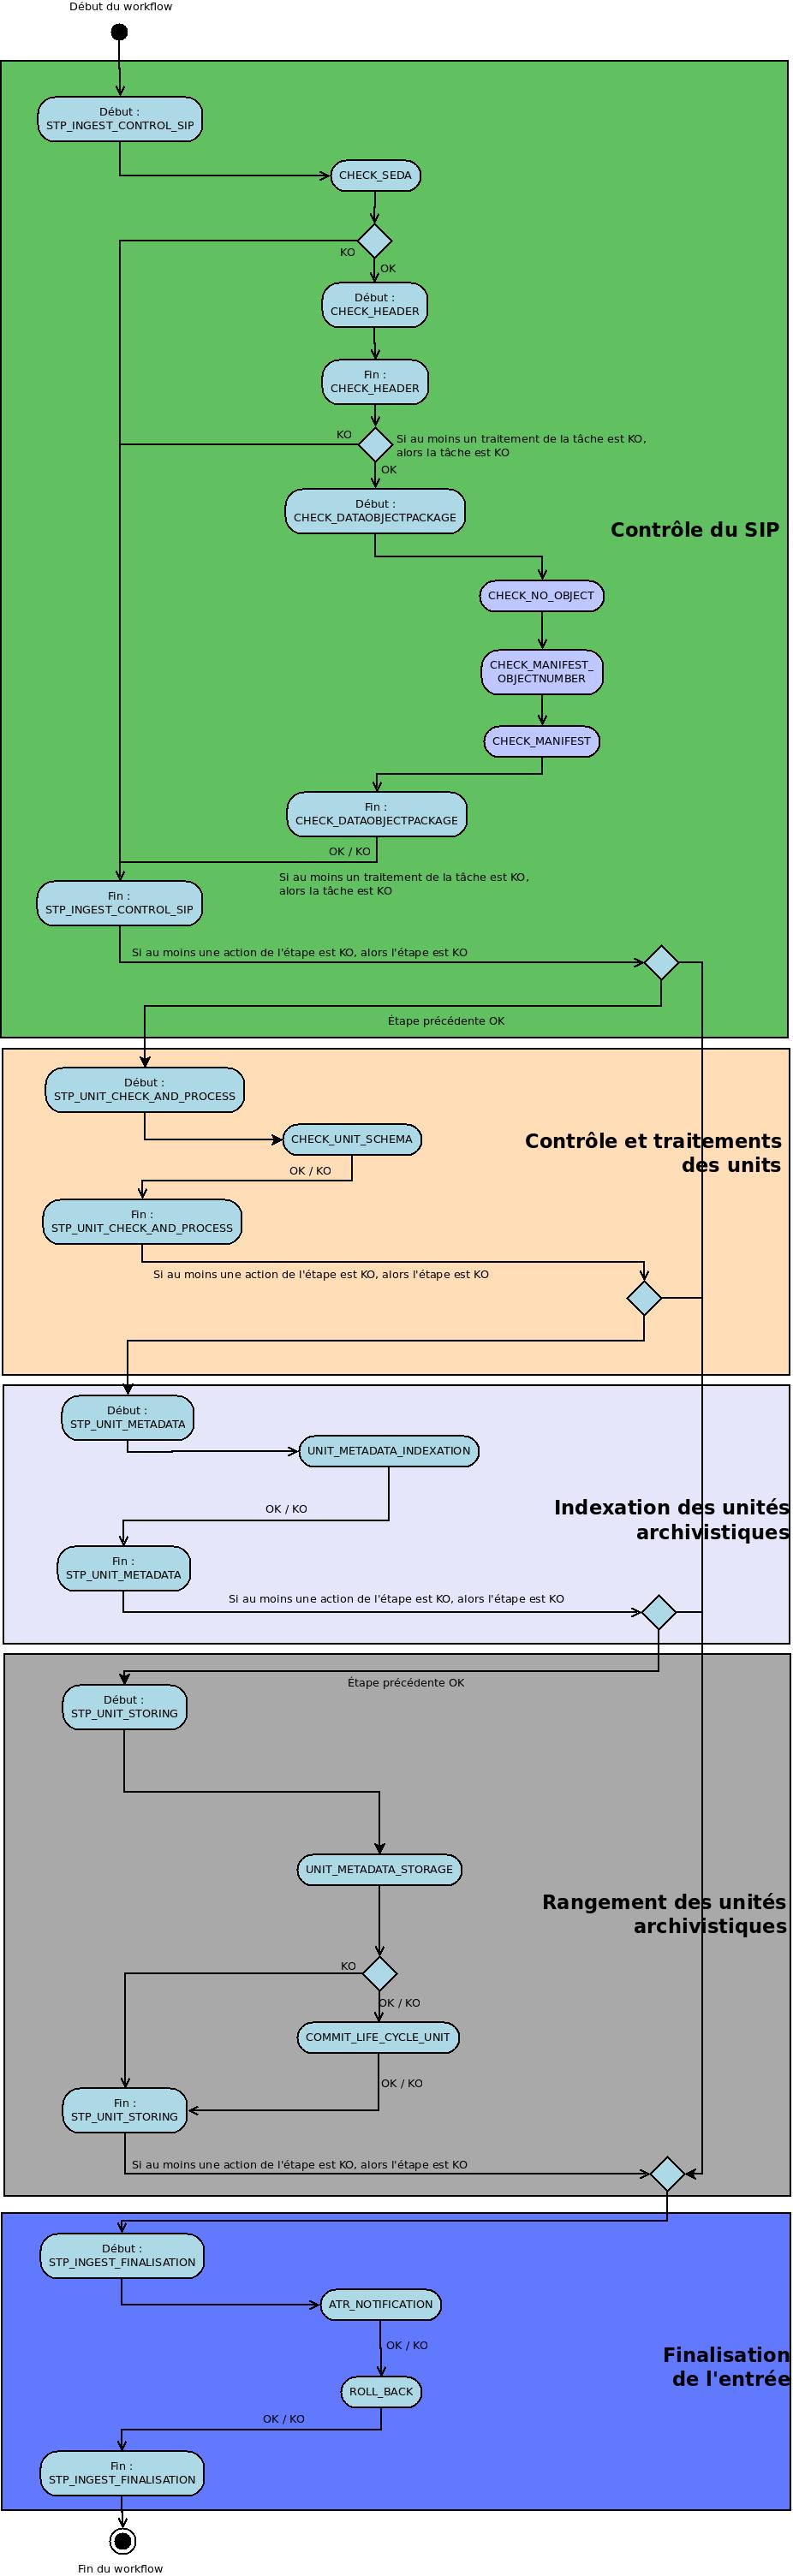 Début du workflow
Début :
STP_INGEST_CONTROL_SIP
CHECK_SEDA
KO
OK
Début :
CHECK_HEADER
Fin :
CHECK_HEADER
KO
Si au moins un traitement de la tâche est KO,
alors la tâche est KO
OK
Début :
CHECK_DATAOBJECTPACKAGE
Contrôle du SIP
CHECK_NO_OBJECT
CHECK_MANIFEST_
OBJECTNUMBER
CHECK_MANIFEST
Fin :
CHECK_DATAOBJECTPACKAGE
OK / KO
Si au moins un traitement de la tâche est KO,
alors la tâche est KO
Fin :
STP_INGEST_CONTROL_SIP
Si au moins une action de l'étape est KO, alors l'étape est KO
Étape précédente OK
Début :
STP_UNIT_CHECK_AND_PROCESS
CHECK_UNIT_SCHEMA
Contrôle et traitements
des units
OK / KO
Fin :
STP_UNIT_CHECK_AND_PROCESS
Si au moins une action de l'étape est KO, alors l'étape est KO
Début :
STP_UNIT_METADATA
UNIT_METADATA_INDEXATION
OK / KO
Indexation des unités
archivistiques
Fin :
STP_UNIT_METADATA
Si au moins une action de l'étape est KO, alors l'étape est KO
Étape précédente OK
Début :
STP_UNIT_STORING
UNIT_METADATA_STORAGE
Rangement des unités
archivistiques
KO
OK / KO
COMMIT_LIFE_CYCLE_UNIT
OK / KO
Fin :
STP_UNIT_STORING
Si au moins une action de l'étape est KO, alors l'étape est KO
Début :
STP_INGEST_FINALISATION
ATR_NOTIFICATION
OK / KO
Finalisation
de l'entrée
ROLL_BACK
OK / KO
Fin :
STP_INGEST_FINALISATION
Fin du workflow